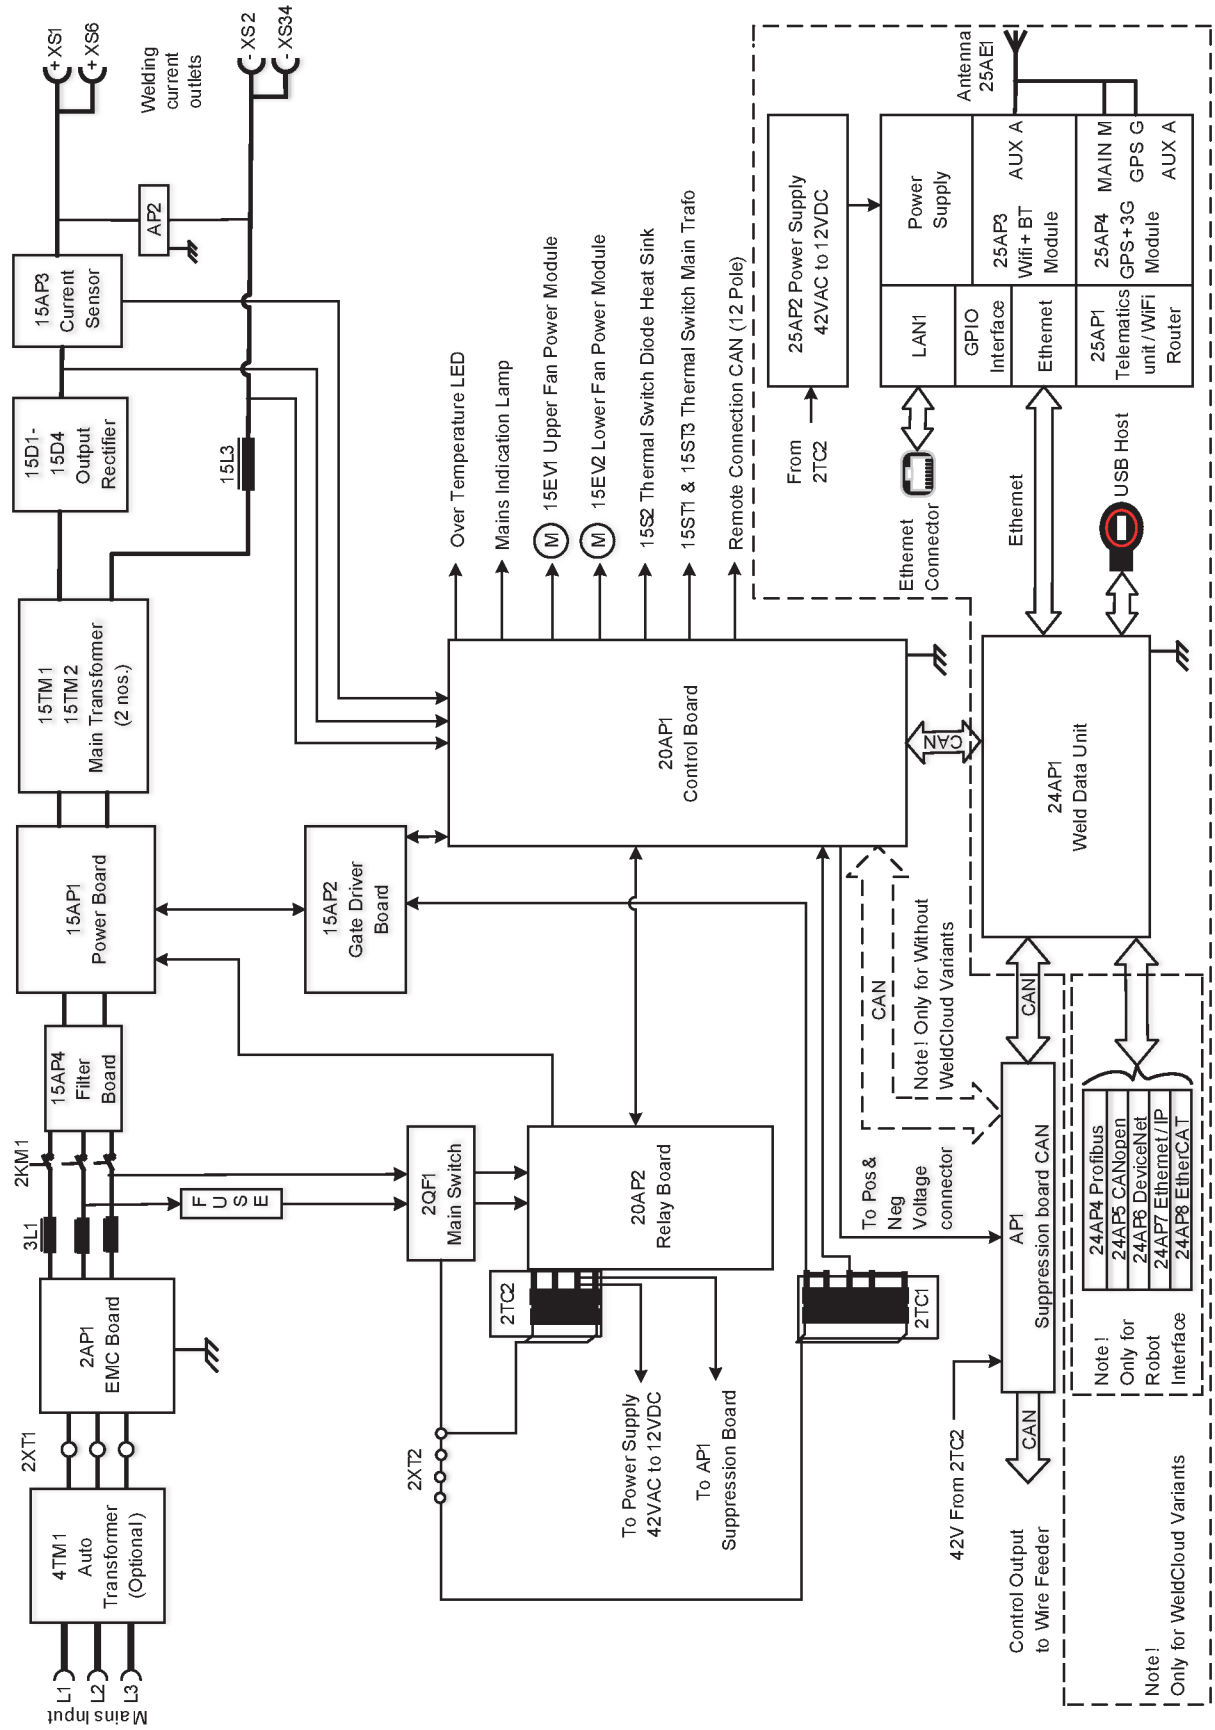 Mains Input
L1
L2
L3
4TM1
Auto
Transformer
(Optional)
2XT1
2AP1
EMC Board
3L1
2KM1
15AP4
Filter
Board
15AP1
Power Board
15TM1
15TM2
Main Transformer
(2 nos.)
15D1-
15D4
Output
Rectifier
15AP3
Current
Sensor
15L3
AP2
+ XS1
+ XS6
Welding
current
outlets
- XS2
- XS34
F U S E
2QF1
Main Switch
15AP2
Gate Driver
Board
2XT2
2TC2
20AP2
Relay Board
20AP1
Control Board
Over Temperature LED
Mains Indication Lamp
M
15EV1 Upper Fan Power Module
M
15EV2 Lower Fan Power Module
15S2 Thermal Switch Diode Heat Sink
15ST1 & 15ST3 Thermal Switch Main Trafo
Remote Connection CAN (12 Pole)
To Power Supply
42VAC to 12VDC
To AP1
Suppression Board
2TC1
To Pos &
Neg
Voltage
connector
CAN
Note! Only for Without
WeldCloud Variants
CAN
42V From 2TC2
AP1
Suppression board CAN
CAN
CAN
Control Output
to Wire Feeder
24AP1
Weld Data Unit
From
2TC2
25AP2 Power Supply
42VAC to 12VDC
Antenna
25AE1
Ethernet
Connector
LAN1
Power
Supply
GPIO
Interface
Ethernet
25AP3
Wifi + BT
Module
AUX A
25AP1
Telematics
unit / WiFi
Router
25AP4
GPS + 3G
Module
MAIN M
GPS G
AUX A
Ethernet
USB Host
Note!
Only for
Robot
Interface
24AP4 Profibus
24AP5 CANopen
24AP6 DeviceNet
24AP7 Ethernet / IP
24AP8 EtherCAT
Note!
Only for WeldCloud Variants